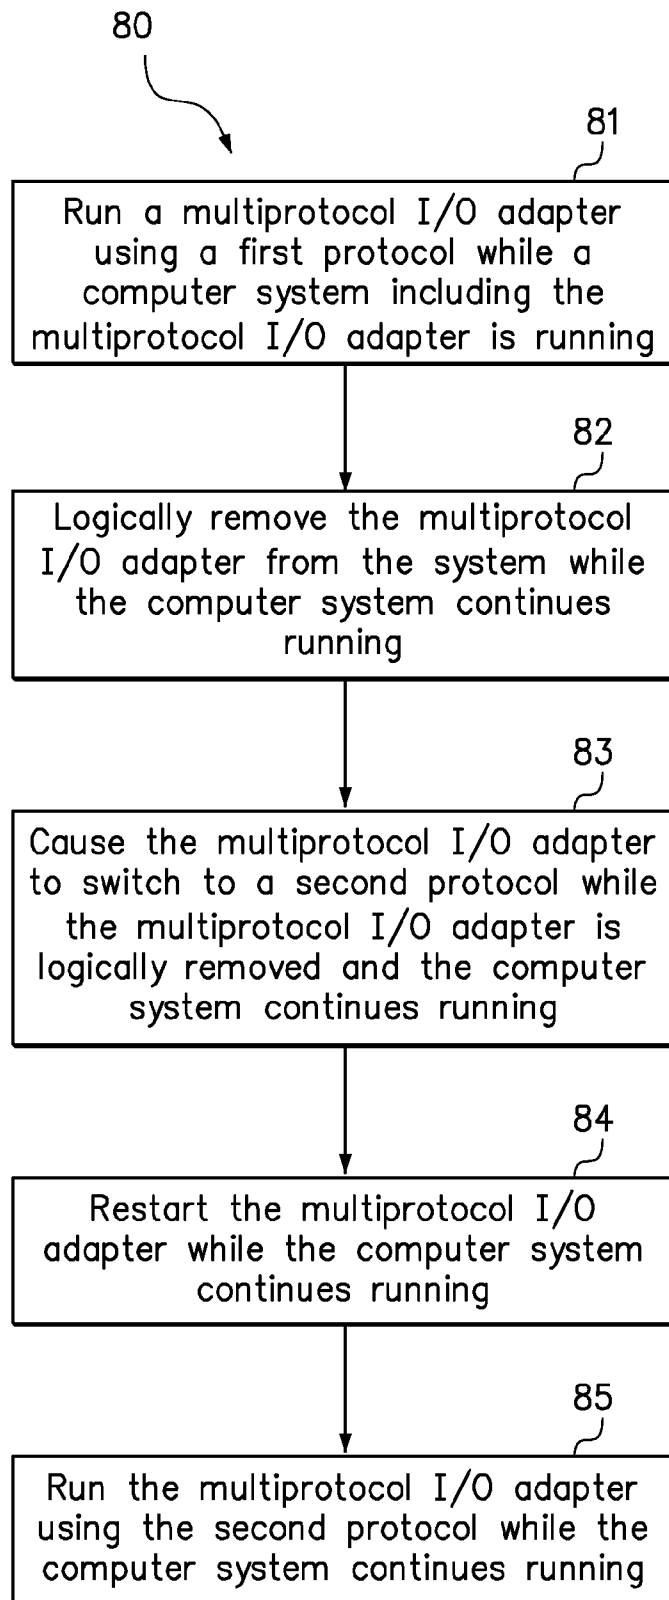 80
81
Run a multiprotocol I/O adapter
using a first protocol while a
computer system including the
multiprotocol I/O adapter is running
82
Logically remove the multiprotocol
I/O adapter from the system while
the computer system continues
running
83
Cause the multiprotocol I/O adapter
to switch to a second protocol while
the multiprotocol I/O adapter is
logically removed and the computer
system continues running
84
Restart the multiprotocol I/O
adapter while the computer system
continues running
85
Run the multiprotocol I/O adapter
using the second protocol while the
computer system continues running